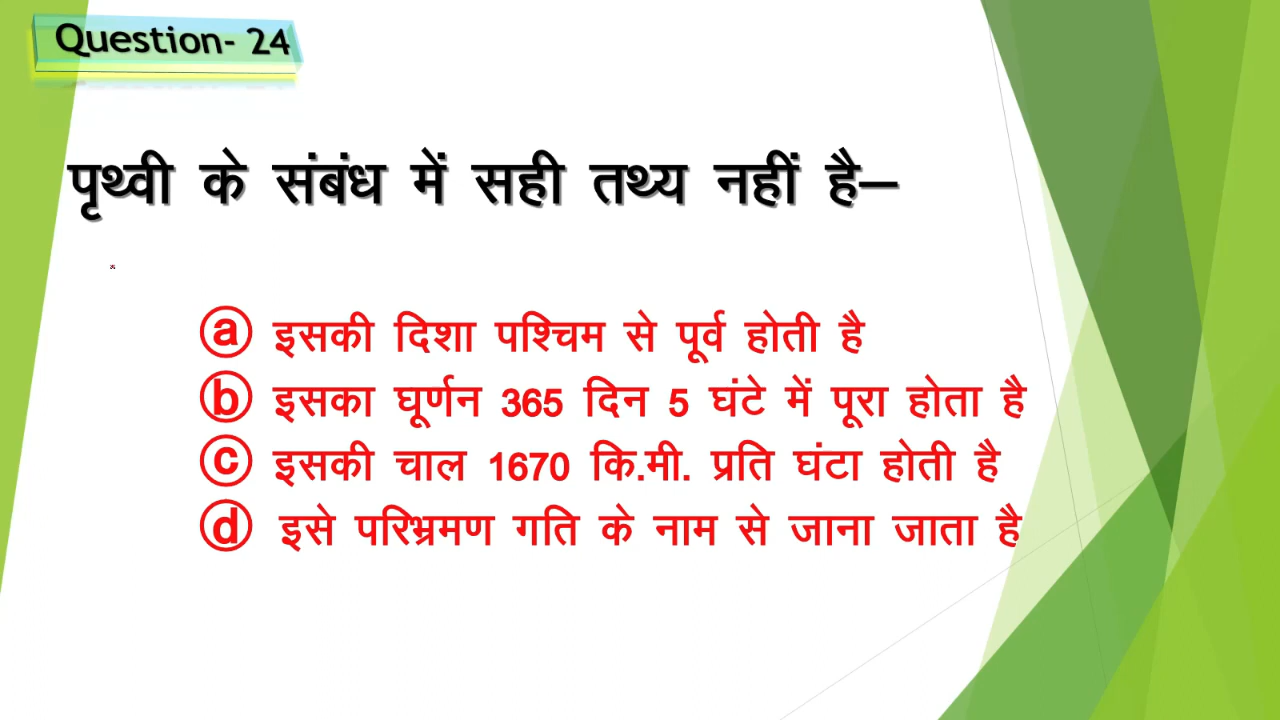 Question- 24
पृथ्वी के संबंध में सही तथ्य नहीं है–
ⓐ इसकी दिशा पश्चिम से पूर्व होती है
ⓑ इसका घूर्णन 365 दिन 5 घंटे में पूरा होता है
ⓒ इसकी चाल 1670 कि.मी. प्रति घंटा होती है
ⓓ इसे परिभ्रमण गति के नाम से जाना जाता है